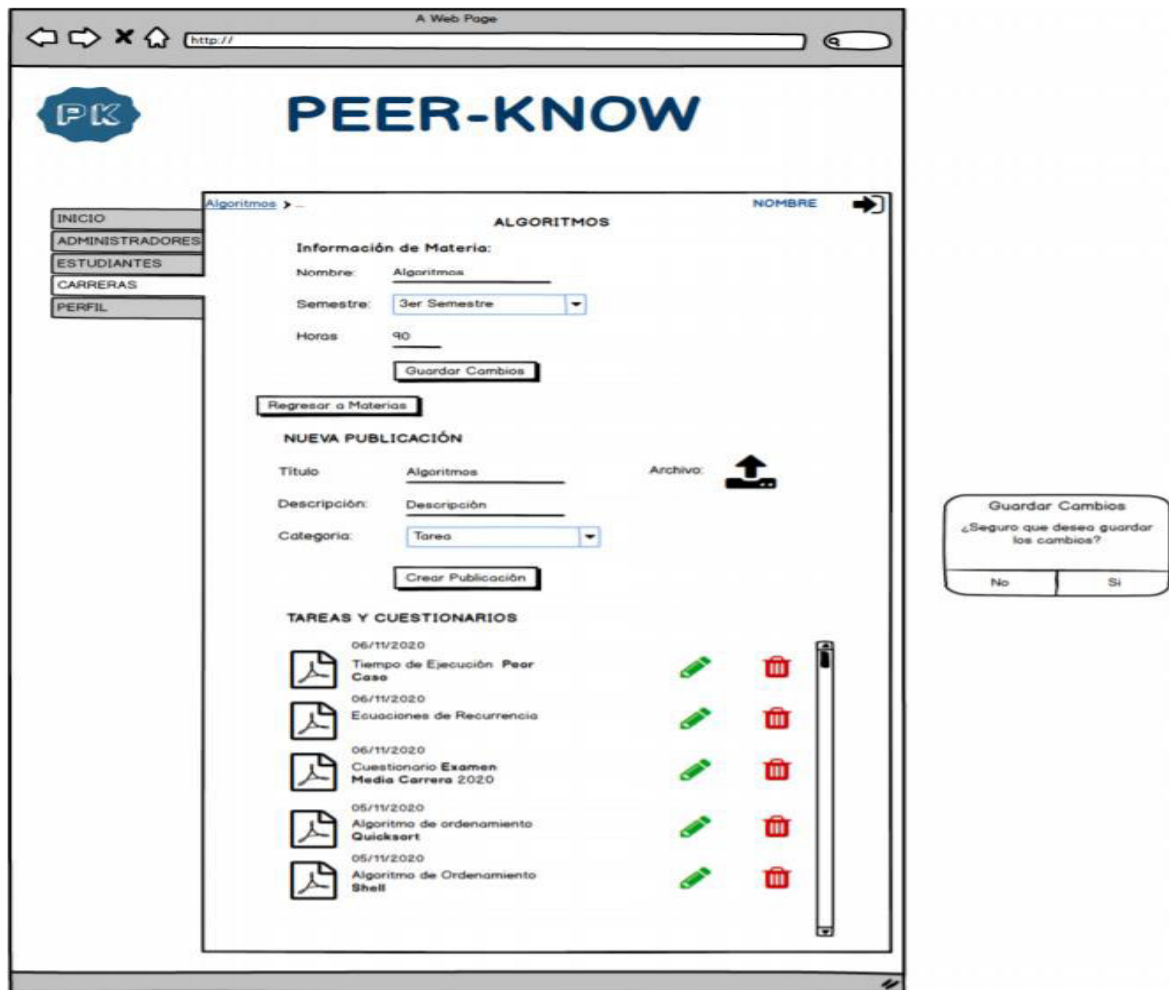 A Web Page
http://
PK
PEER-KNOW
INICIO
ADMINISTRADORES
ESTUDIANTES
CARRERAS
PERFIL
Algoritmos > ...
NOMBRE
ALGORITMOS
Información de Materia:
Nombre: Algoritmos
Semestre: 3er Semestre
Horas 90
Guardar Cambios
Regresar a Materias
NUEVA PUBLICACIÓN
Título Algoritmos Archivo:
Descripción: Descripción
Categoria: Tarea
Crear Publicación
TAREAS Y CUESTIONARIOS
06/11/2020
Tiempo de Ejecución Peor
Caso
06/11/2020
Ecuaciones de Recurrencia
06/11/2020
Cuestionario Examen
Media Carrera 2020
05/11/2020
Algoritmo de ordenamiento
Quicksort
05/11/2020
Algoritmo de Ordenamiento
Shell
Guardar Cambios
¿Seguro que desea guardar
los cambios?
No Si